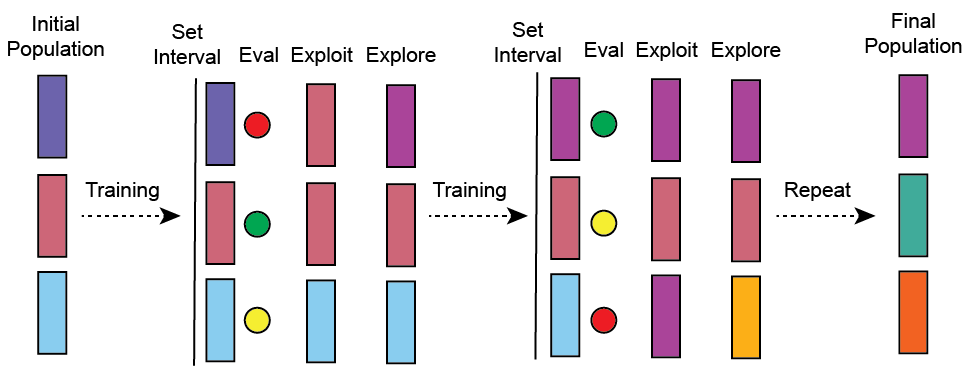 Initial
Population
Set
Interval
Eval
Exploit
Explore
Set
Interval
Eval
Exploit
Explore
Final
Population
Training
Training
Repeat